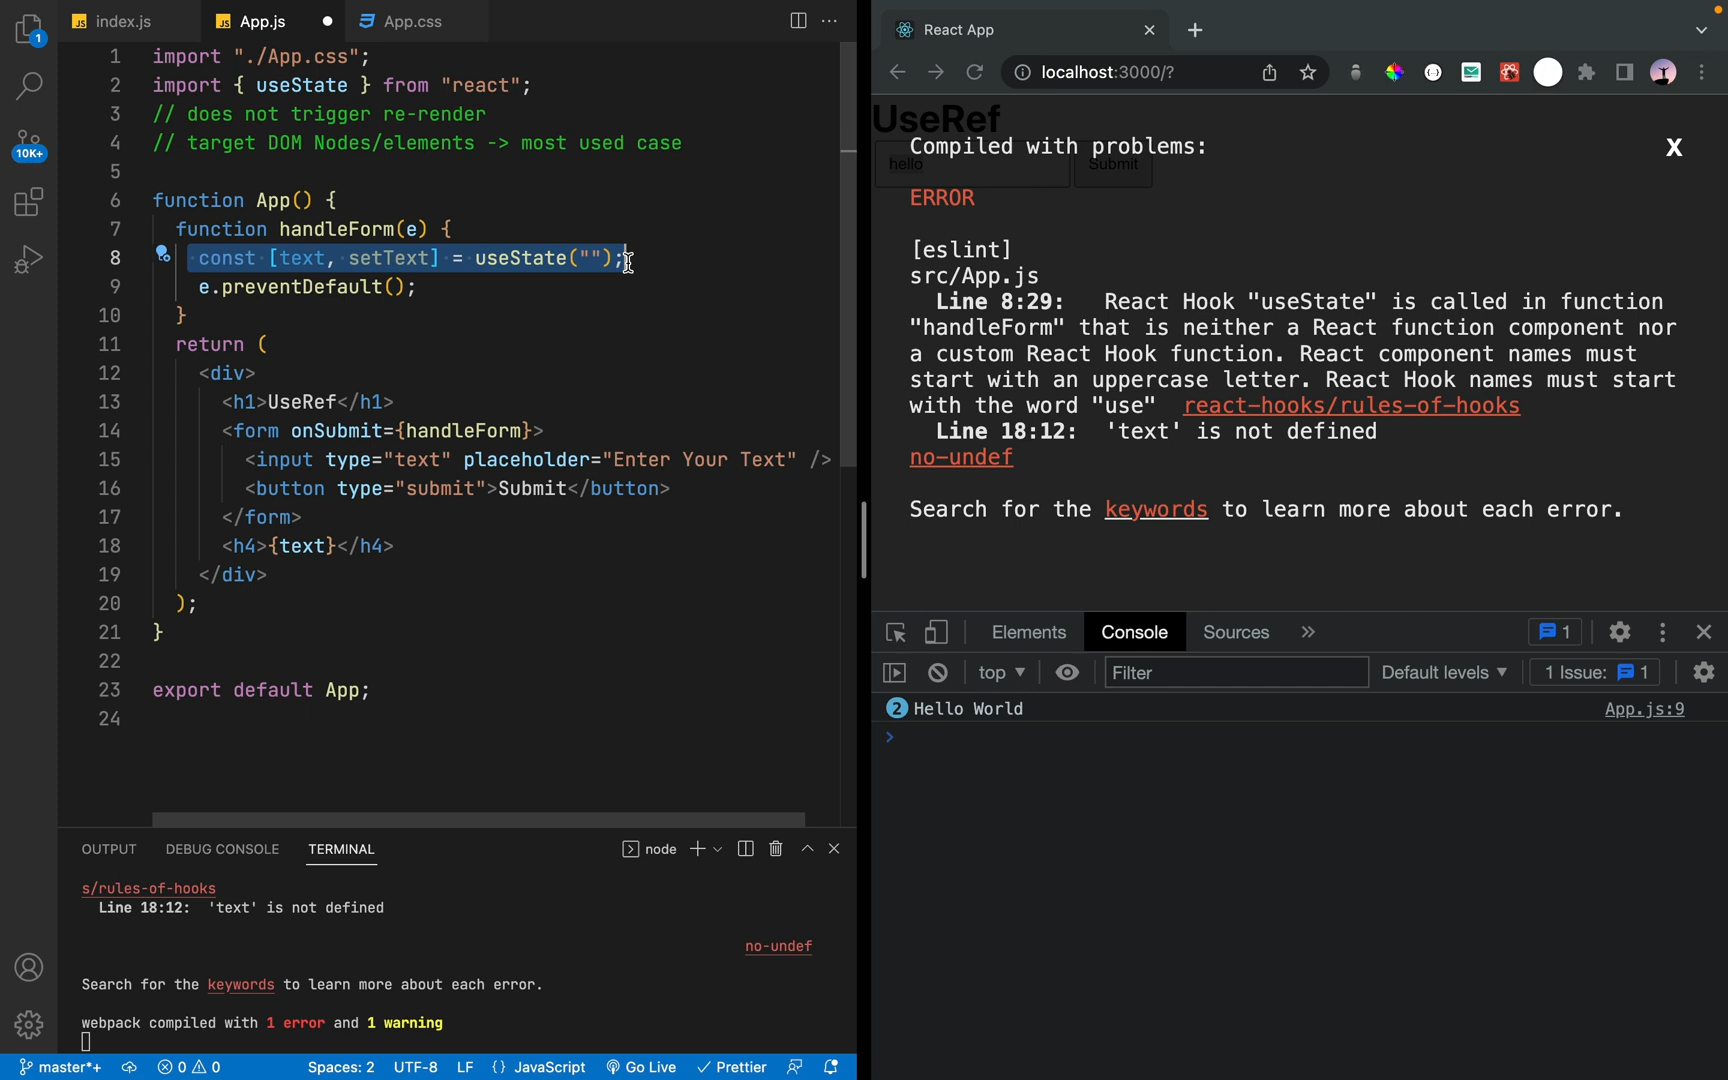 index.js
App.js
App.css
1 import "./App.css";
2 import { useState } from "react";
3 // does not trigger re-render
4 // target DOM Nodes/elements -> most used case
5
6 function App() {
7 function handleForm(e) {
8 const [text, setText] = useState("");
9 e.preventDefault();
10 }
11 return (
12 <div>
13 <h1>UseRef</h1>
14 <form onSubmit={handleForm}>
15 <input type="text" placeholder="Enter Your Text" />
16 <button type="submit">Submit</button>
17 </form>
18 <h4>{text}</h4>
19 </div>
20 );
21 }
22
23 export default App;
24
1
10K+
OUTPUT DEBUG CONSOLE TERMINAL node
s/rules-of-hooks
Line 18:12: 'text' is not defined
no-undef
Search for the keywords to learn more about each error.
webpack compiled with 1 error and 1 warning
master*+ 0 0 Spaces: 2 UTF-8 LF {} JavaScript Go Live Prettier
React App
localhost:3000/?
UseRef
hello Submit
Compiled with problems: X
ERROR
[eslint]
src/App.js
Line 8:29: React Hook "useState" is called in function
"handleForm" that is neither a React function component nor
a custom React Hook function. React component names must
start with an uppercase letter. React Hook names must start
with the word "use" react-hooks/rules-of-hooks
Line 18:12: 'text' is not defined
no-undef
Search for the keywords to learn more about each error.
Elements Console Sources » 1
top Filter Default levels 1 Issue: 1
2 Hello World App.js:9
>